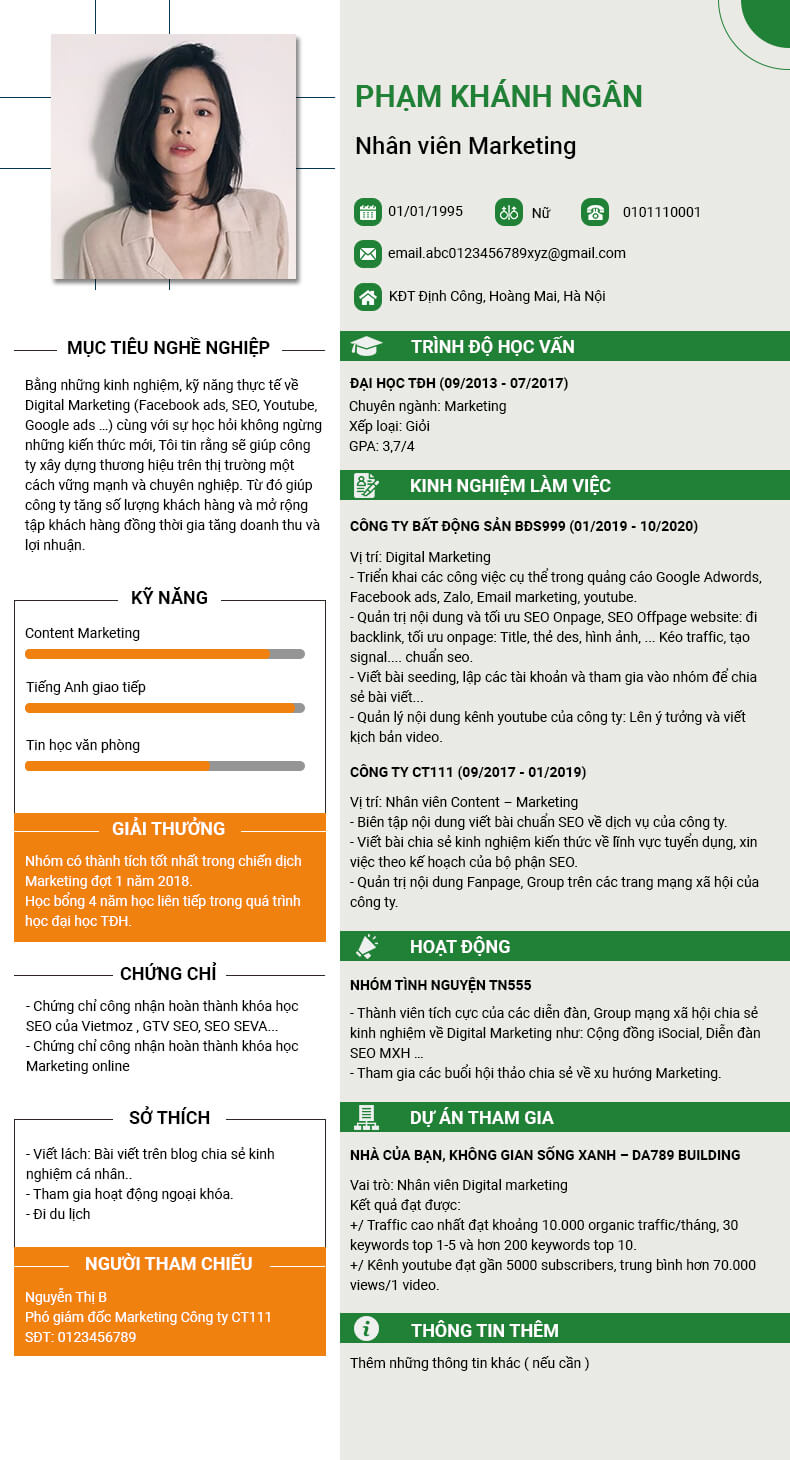 PHẠM KHÁNH NGÂN
Nhân viên Marketing
01/01/1995 Nữ 0101110001
email.abc0123456789xyz@gmail.com
KĐT Định Công, Hoàng Mai, Hà Nội
MỤC TIÊU NGHỀ NGHIỆP
Bằng những kinh nghiệm, kỹ năng thực tế về
Digital Marketing (Facebook ads, SEO, Youtube,
Google ads ...) cùng với sự học hỏi không ngừng
những kiến thức mới, Tôi tin rằng sẽ giúp công
ty xây dựng thương hiệu trên thị trường một
cách vững mạnh và chuyên nghiệp. Từ đó giúp
công ty tăng số lượng khách hàng và mở rộng
tập khách hàng đồng thời gia tăng doanh thu và
lợi nhuận.
KỸ NĂNG
Content Marketing
Tiếng Anh giao tiếp
Tin học văn phòng
GIẢI THƯỞNG
Nhóm có thành tích tốt nhất trong chiến dịch
Marketing đợt 1 năm 2018.
Học bổng 4 năm học liên tiếp trong quá trình
học đại học TĐH.
CHỨNG CHỈ
- Chứng chỉ công nhận hoàn thành khóa học
SEO của Vietmoz , GTV SEO, SEO SEVA...
- Chứng chỉ công nhận hoàn thành khóa học
Marketing online
SỞ THÍCH
- Viết lách: Bài viết trên blog chia sẻ kinh
nghiệm cá nhân..
- Tham gia hoạt động ngoại khóa.
- Đi du lịch
NGƯỜI THAM CHIẾU
Nguyễn Thị B
Phó giám đốc Marketing Công ty CT111
SĐT: 0123456789
TRÌNH ĐỘ HỌC VẤN
ĐẠI HỌC TĐH (09/2013 - 07/2017)
Chuyên ngành: Marketing
Xếp loại: Giỏi
GPA: 3,7/4
KINH NGHIỆM LÀM VIỆC
CÔNG TY BẤT ĐỘNG SẢN BĐS999 (01/2019 - 10/2020)
Vị trí: Digital Marketing
- Triển khai các công việc cụ thể trong quảng cáo Google Adwords,
Facebook ads, Zalo, Email marketing, youtube.
- Quản trị nội dung và tối ưu SEO Onpage, SEO Offpage website: đi
backlink, tối ưu onpage: Title, thẻ des, hình ảnh, ... Kéo traffic, tạo
signal.... chuẩn seo.
- Viết bài seeding, lập các tài khoản và tham gia vào nhóm để chia
sẻ bài viết...
- Quản lý nội dung kênh youtube của công ty: Lên ý tưởng và viết
kịch bản video.
CÔNG TY CT111 (09/2017 - 01/2019)
Vị trí: Nhân viên Content – Marketing
- Biên tập nội dung viết bài chuẩn SEO về dịch vụ của công ty.
- Viết bài chia sẻ kinh nghiệm kiến thức về lĩnh vực tuyển dụng, xin
việc theo kế hoạch của bộ phận SEO.
- Quản trị nội dung Fanpage, Group trên các trang mạng xã hội của
công ty.
HOẠT ĐỘNG
NHÓM TÌNH NGUYỆN TN555
- Thành viên tích cực của các diễn đàn, Group mạng xã hội chia sẻ
kinh nghiệm về Digital Marketing như: Cộng đồng iSocial, Diễn đàn
SEO MXH ...
- Tham gia các buổi hội thảo chia sẻ về xu hướng Marketing.
DỰ ÁN THAM GIA
NHÀ CỦA BẠN, KHÔNG GIAN SỐNG XANH – DA789 BUILDING
Vai trò: Nhân viên Digital marketing
Kết quả đạt được:
+/ Traffic cao nhất đạt khoảng 10.000 organic traffic/tháng, 30
keywords top 1-5 và hơn 200 keywords top 10.
+/ Kênh youtube đạt gần 5000 subscribers, trung bình hơn 70.000
views/1 video.
THÔNG TIN THÊM
Thêm những thông tin khác ( nếu cần )